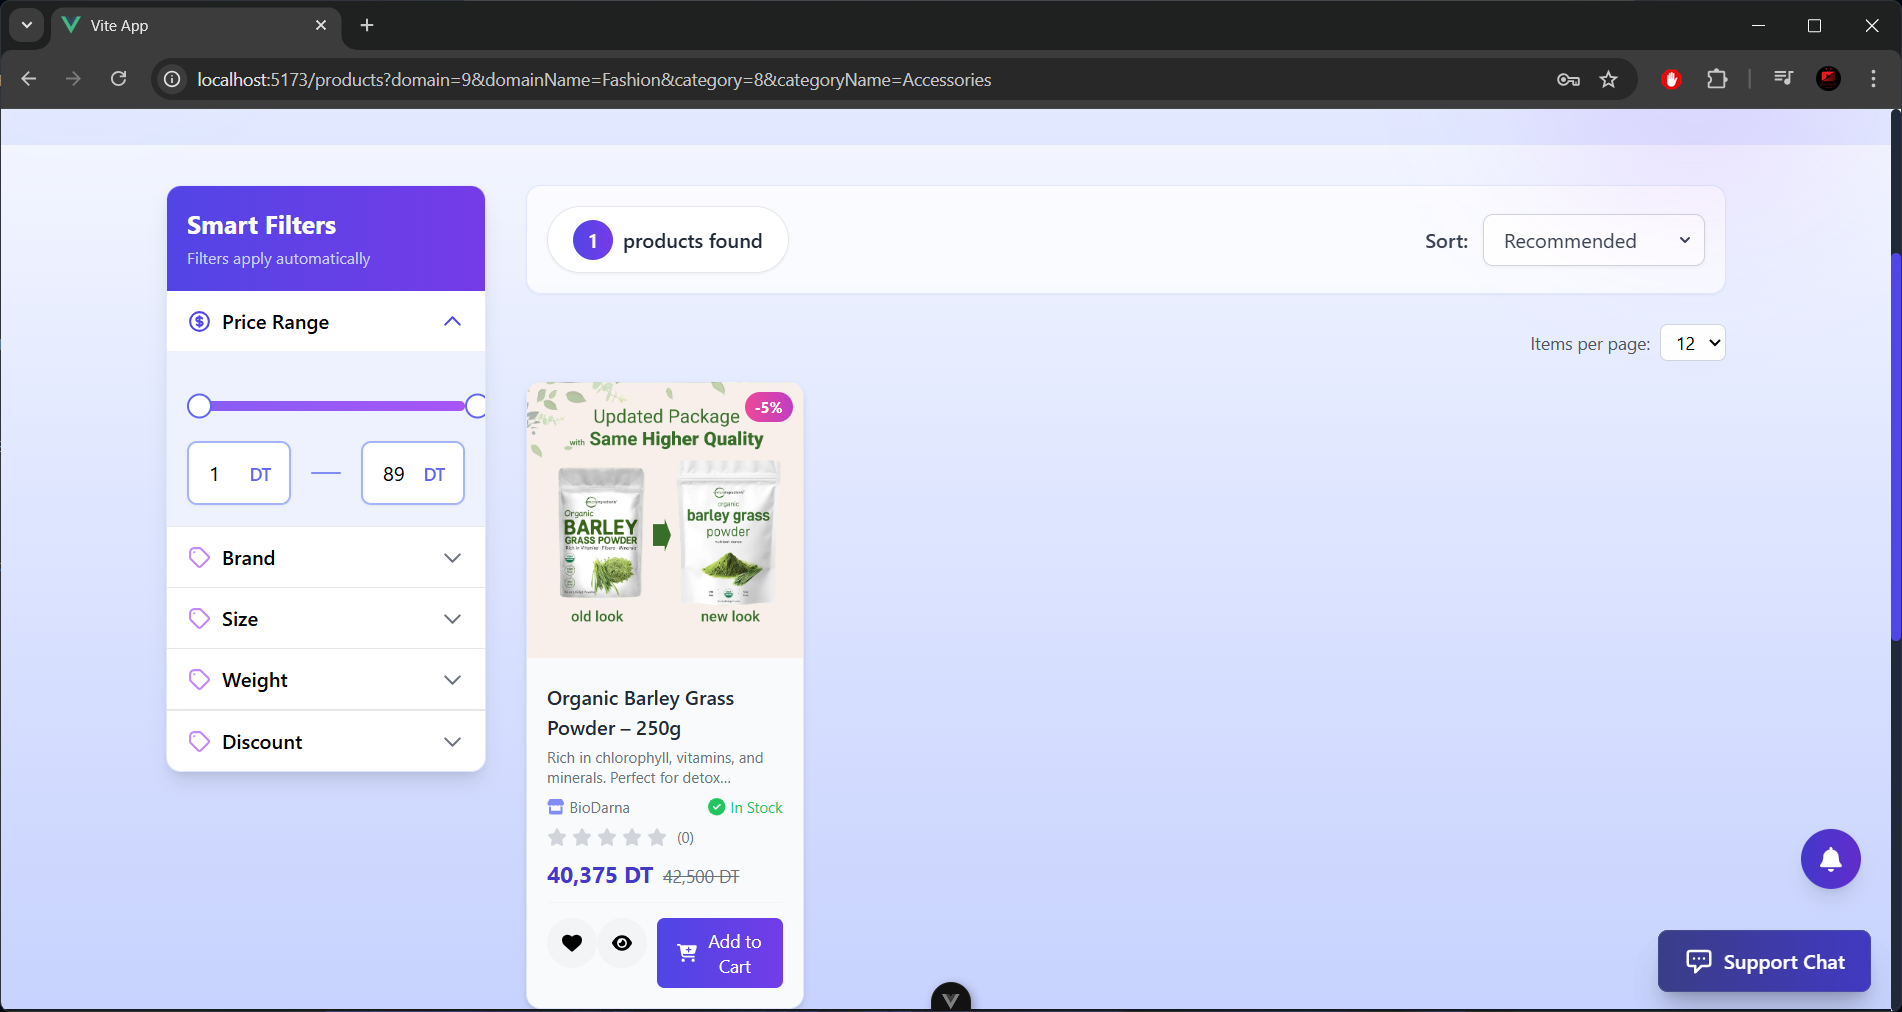 Vite App
localhost:5173/products?domain=9&domainName=Fashion&category=8&categoryName=Accessories
Smart Filters
Filters apply automatically
Price Range
1 DT
89 DT
Brand
Size
Weight
Discount
1 products found
Sort: Recommended
Items per page: 12
-5%
Updated Package
with Same Higher Quality
Organic
BARLEY
GRASS POWDER
old look
organic
barley grass
powder
new look
Organic Barley Grass
Powder – 250g
Rich in chlorophyll, vitamins, and
minerals. Perfect for detox...
BioDarna
In Stock
(0)
40,375 DT 42,500 DT
Add to
Cart
Support Chat